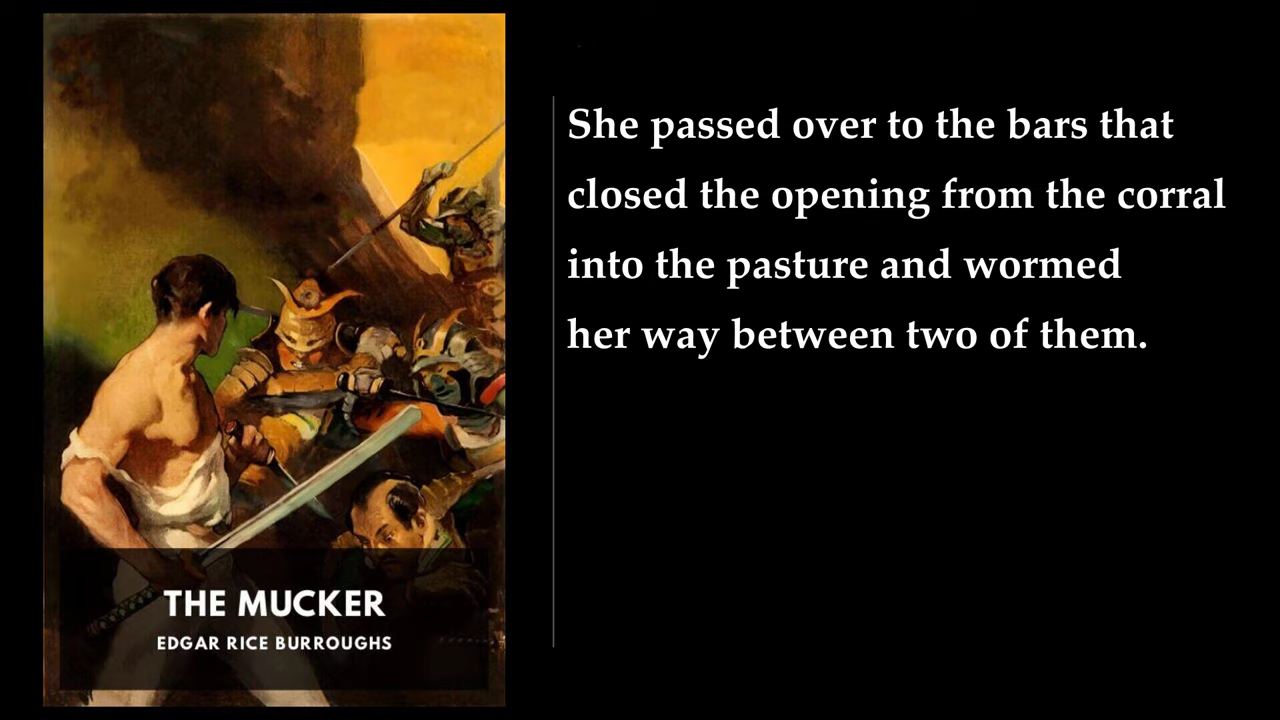 THE MUCKER
EDGAR RICE BURROUGHS
She passed over to the bars that
closed the opening from the corral
into the pasture and wormed
her way between two of them.